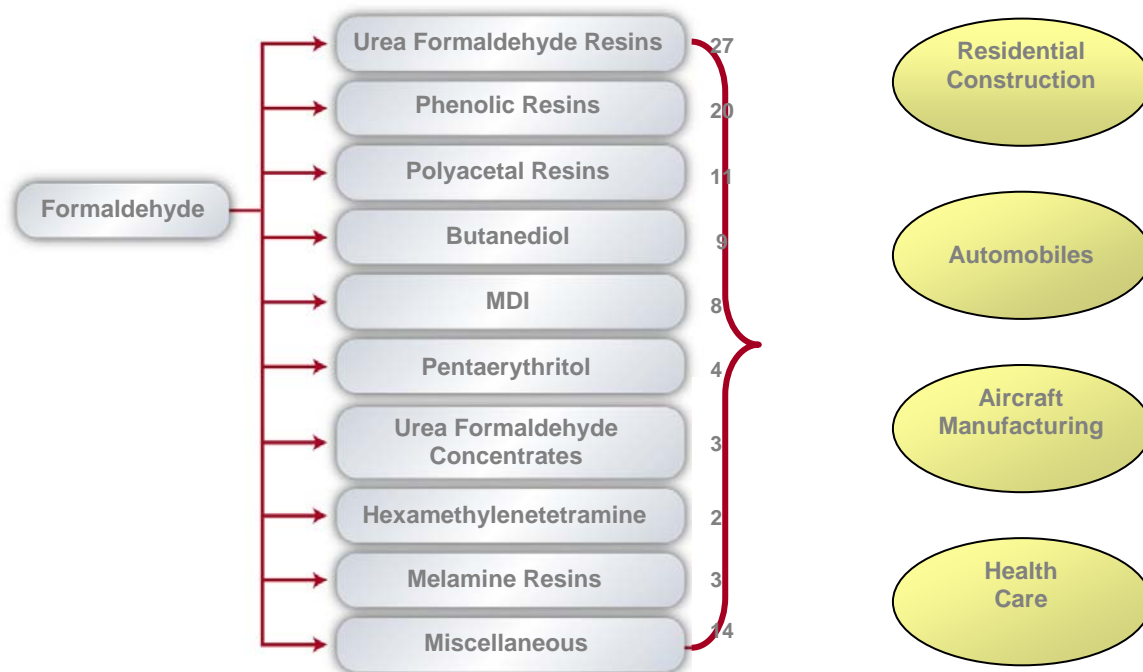 Formaldehyde
Urea Formaldehyde Resins
27
Phenolic Resins
20
Polyacetal Resins
11
Butanediol
9
MDI
8
Pentaerythritol
4
Urea Formaldehyde
Concentrates
3
Hexamethylenetetramine
2
Melamine Resins
3
Miscellaneous
14
Residential
Construction
Automobiles
Aircraft
Manufacturing
Health
Care